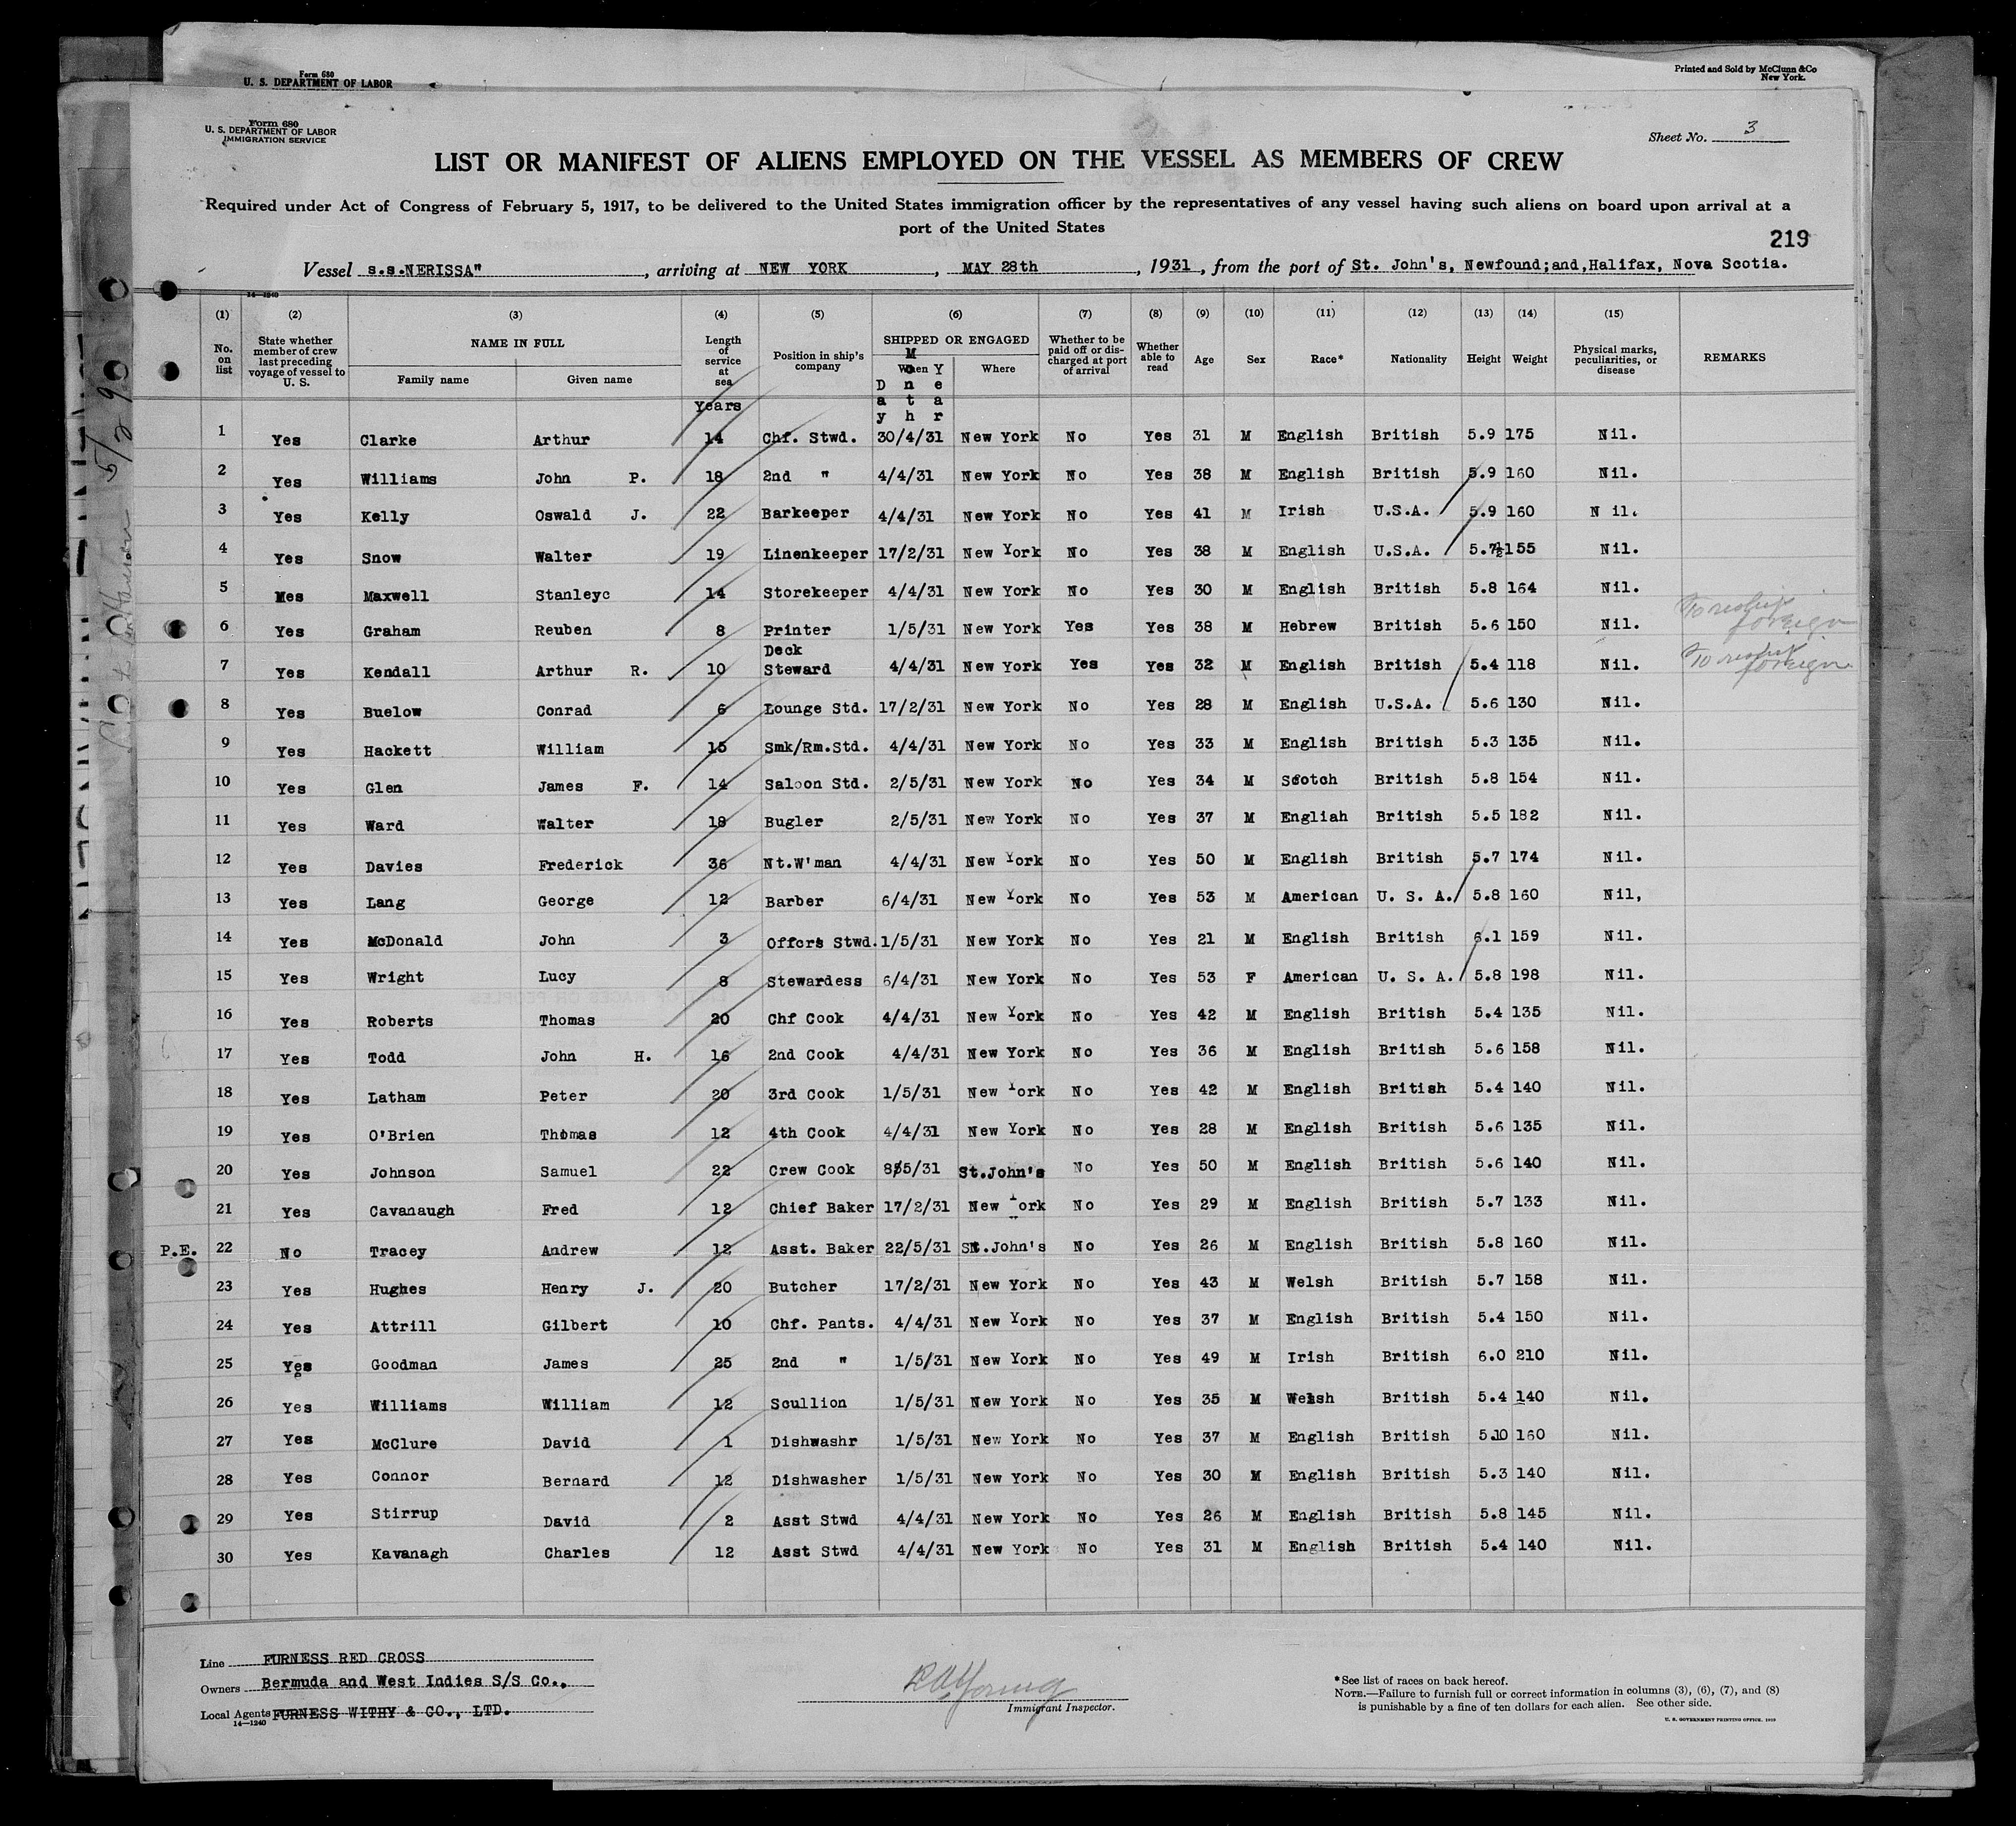 Form 680
U. S. DEPARTMENT OF LABOR
Printed and Sold by McClunn &Co
New York.
Form 680
U. S. DEPARTMENT OF LABOR
IMMIGRATION SERVICE
Sheet No. 3
LIST OR MANIFEST OF ALIENS EMPLOYED ON THE VESSEL AS MEMBERS OF CREW
Required under Act of Congress of February 5, 1917, to be delivered to the United States immigration officer by the representatives of any vessel having such aliens on board upon arrival at a
port of the United States
219
Vessel s.s.NERISSA", arriving at NEW YORK, MAY 28th, 1931, from the port of St. John's, Newfound;and,Halifax, Nova Scotia.
14—1240
(1) (2) (3) (4) (5) (6) (7) (8) (9) (10) (11) (12) (13) (14) (15)
No. on list | State whether member of crew last preceding voyage of vessel to U. S. | NAME IN FULL Family name Given name | Length of service at sea | Position in ship's company | SHIPPED OR ENGAGED When Where | Whether to be paid off or discharged at port of arrival | Whether able to read | Age | Sex | Race* | Nationality | Height | Weight | Physical marks, peculiarities, or disease | REMARKS
Years Day Month Year
1 Yes Clarke Arthur 14 Chf. Stwd. 30/4/31 New York No Yes 31 M English British 5.9 175 Nil.
2 Yes Williams John P. 18 2nd " 4/4/31 New York No Yes 38 M English British 5.9 160 Nil.
3 Yes Kelly Oswald J. 22 Barkeeper 4/4/31 New York No Yes 41 M Irish U.S.A. 5.9 160 N il.
4 Yes Snow Walter 19 Linenkeeper 17/2/31 New York No Yes 38 M English U.S.A. 5.7½ 155 Nil.
5 Mes Maxwell Stanleyc 14 Storekeeper 4/4/31 New York No Yes 30 M English British 5.8 164 Nil.
6 Yes Graham Reuben 8 Printer 1/5/31 New York Yes Yes 38 M Hebrew British 5.6 150 Nil. To reship foreign
7 Yes Kendall Arthur R. 10 Deck Steward 4/4/31 New York Yes Yes 32 M English British 5.4 118 Nil. To reship foreign
8 Yes Buelow Conrad 6 Lounge Std. 17/2/31 New York No Yes 28 M English U.S.A. 5.6 130 Nil.
9 Yes Hackett William 15 Smk/Rm.Std. 4/4/31 New York No Yes 33 M English British 5.3 135 Nil.
10 Yes Glen James F. 14 Saloon Std. 2/5/31 New York No Yes 34 M Scotch British 5.8 154 Nil.
11 Yes Ward Walter 18 Bugler 2/5/31 New York No Yes 37 M Engliah British 5.5 182 Nil.
12 Yes Davies Frederick 36 Nt.W'man 4/4/31 New York No Yes 50 M English British 5.7 174 Nil.
13 Yes Lang George 12 Barber 6/4/31 New York No Yes 53 M American U. S. A. 5.8 160 Nil,
14 Yes McDonald John 3 Offcrs Stwd. 1/5/31 New York No Yes 21 M English British 6.1 159 Nil.
15 Yes Wright Lucy 8 Stewardess 6/4/31 New York No Yes 53 F American U. S. A. 5.8 198 Nil.
16 Yes Roberts Thomas 20 Chf Cook 4/4/31 New York No Yes 42 M English British 5.4 135 Nil.
17 Yes Todd John H. 16 2nd Cook 4/4/31 New York No Yes 36 M English British 5.6 158 Nil.
18 Yes Latham Peter 20 3rd Cook 1/5/31 New York No Yes 42 M English British 5.4 140 Nil.
19 Yes O'Brien Thomas 12 4th Cook 4/4/31 New York No Yes 28 M English British 5.6 135 Nil.
20 Yes Johnson Samuel 22 Crew Cook 8/5/31 St.John's No Yes 50 M English British 5.6 140 Nil.
21 Yes Cavanaugh Fred 12 Chief Baker 17/2/31 New York No Yes 29 M English British 5.7 133 Nil.
P.E. 22 No Tracey Andrew 12 Asst. Baker 22/5/31 St.John's No Yes 26 M English British 5.8 160 Nil.
23 Yes Hughes Henry J. 20 Butcher 17/2/31 New York No Yes 43 M Welsh British 5.7 158 Nil.
24 Yes Attrill Gilbert 10 Chf. Pants. 4/4/31 New York No Yes 37 M English British 5.4 150 Nil.
25 Yes Goodman James 25 2nd " 1/5/31 New York No Yes 49 M Irish British 6.0 210 Nil.
26 Yes Williams William 12 Scullion 1/5/31 New York No Yes 35 M Welsh British 5.4 140 Nil.
27 Yes McClure David 1 Dishwashr 1/5/31 New York No Yes 37 M English British 5.10 160 Nil.
28 Yes Connor Bernard 12 Dishwasher 1/5/31 New York No Yes 30 M English British 5.3 140 Nil.
29 Yes Stirrup David 2 Asst Stwd 4/4/31 New York No Yes 26 M English British 5.8 145 Nil.
30 Yes Kavanagh Charles 12 Asst Stwd 4/4/31 New York No Yes 31 M English British 5.4 140 Nil.
Line FURNESS RED CROSS
Owners Bermuda and West Indies S/S Co.,
Local Agents FURNESS WITHY & CO., LTD.
14—1240
Immigrant Inspector.
*See list of races on back hereof.
NOTE.—Failure to furnish full or correct information in columns (3), (6), (7), and (8)
is punishable by a fine of ten dollars for each alien. See other side.